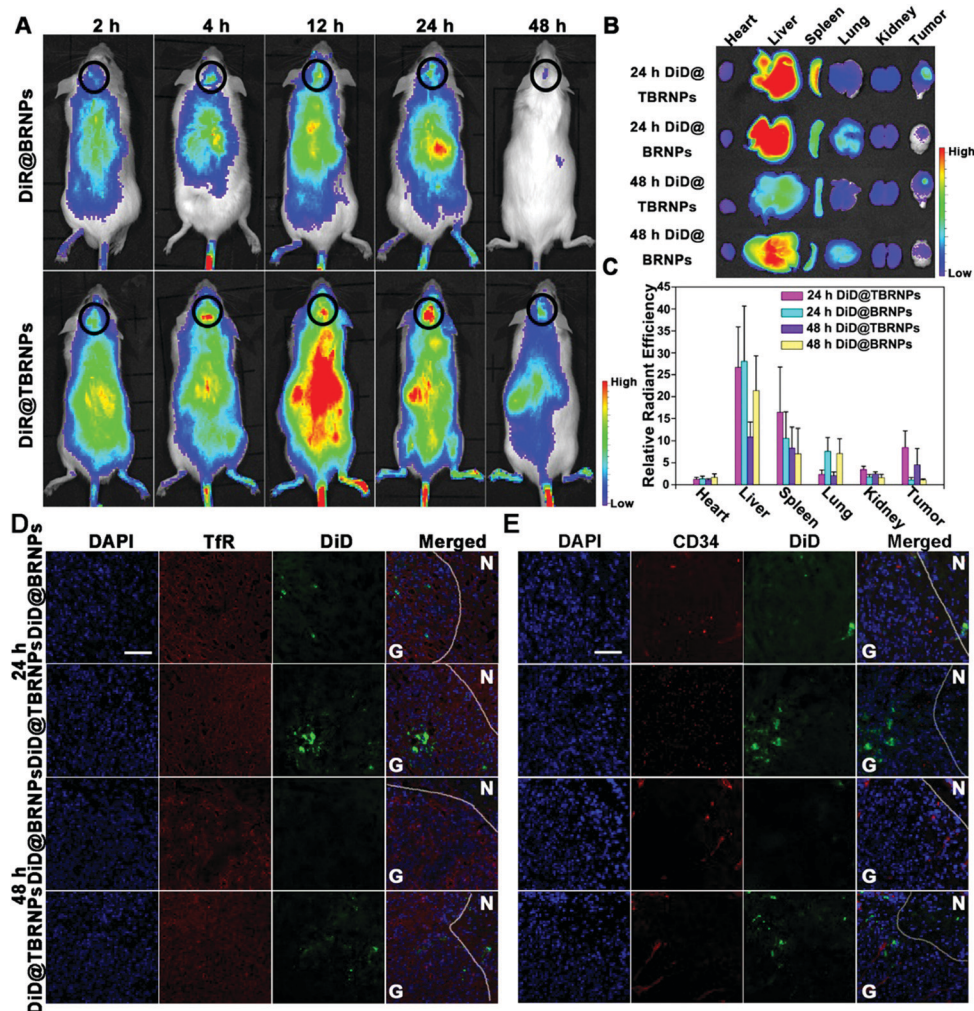 A
2 h 4 h 12 h 24 h 48 h
DiR@BRNPs
DiR@TBRNPs
High
Low
B
Heart Liver Spleen Lung Kidney Tumor
24 h DiD@
TBRNPs
24 h DiD@
BRNPs
48 h DiD@
TBRNPs
48 h DiD@
BRNPs
High
Low
C
Relative Radiant Efficiency
45
40
35
30
25
20
15
10
5
0
24 h DiD@TBRNPs
24 h DiD@BRNPs
48 h DiD@TBRNPs
48 h DiD@BRNPs
Heart Liver Spleen Lung Kidney Tumor
D
DAPI TfR DiD Merged
24 h
DiD@BRNPs
DiD@TBRNPs
48 h
DiD@BRNPs
DiD@TBRNPs
N
G
N
G
N
G
N
G
E
DAPI CD34 DiD Merged
N
G
N
G
N
G
N
G